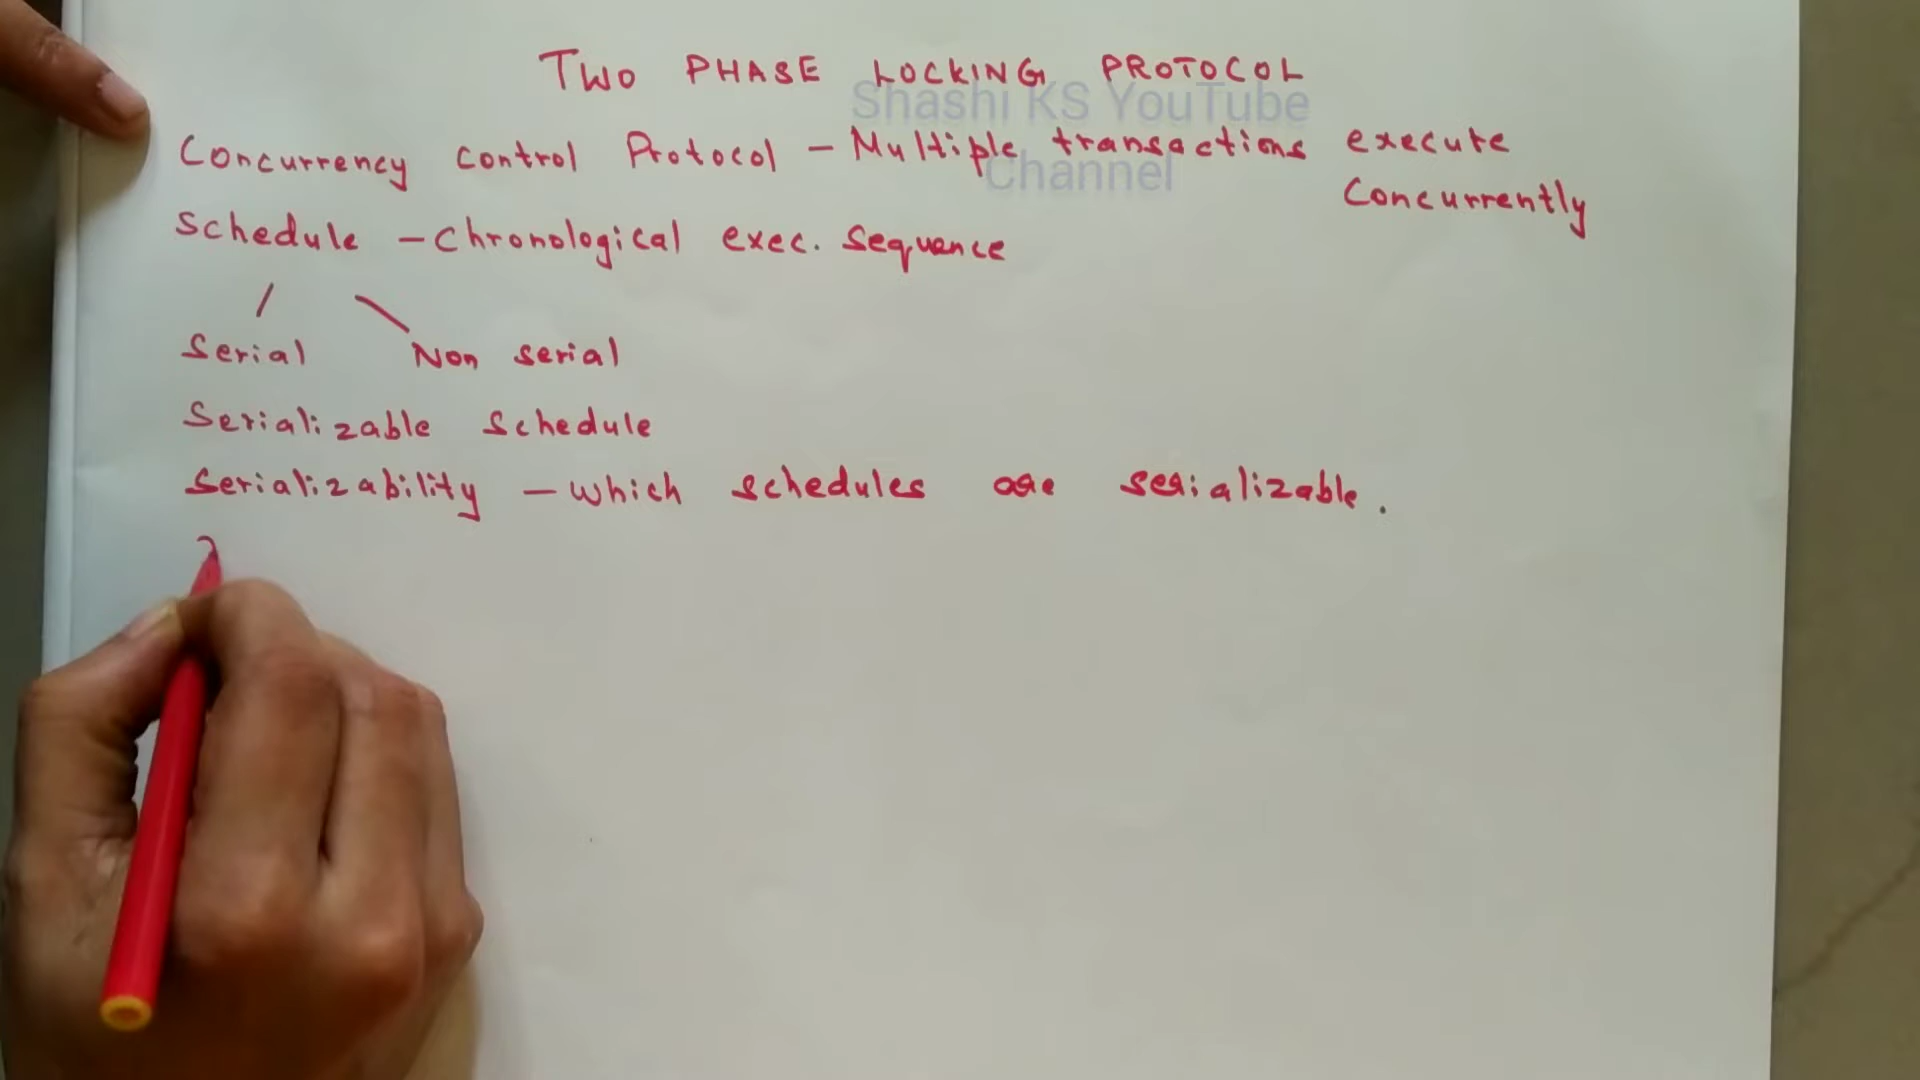 TWO PHASE LOCKING PROTOCOL
Shashi KS YouTube
Channel
Concurrency control Protocol - Multiple transactions execute
Concurrently
Schedule - Chronological exec. sequence
Serial Non serial
Serializable Schedule
Serializability - which schedules are serializable.
2